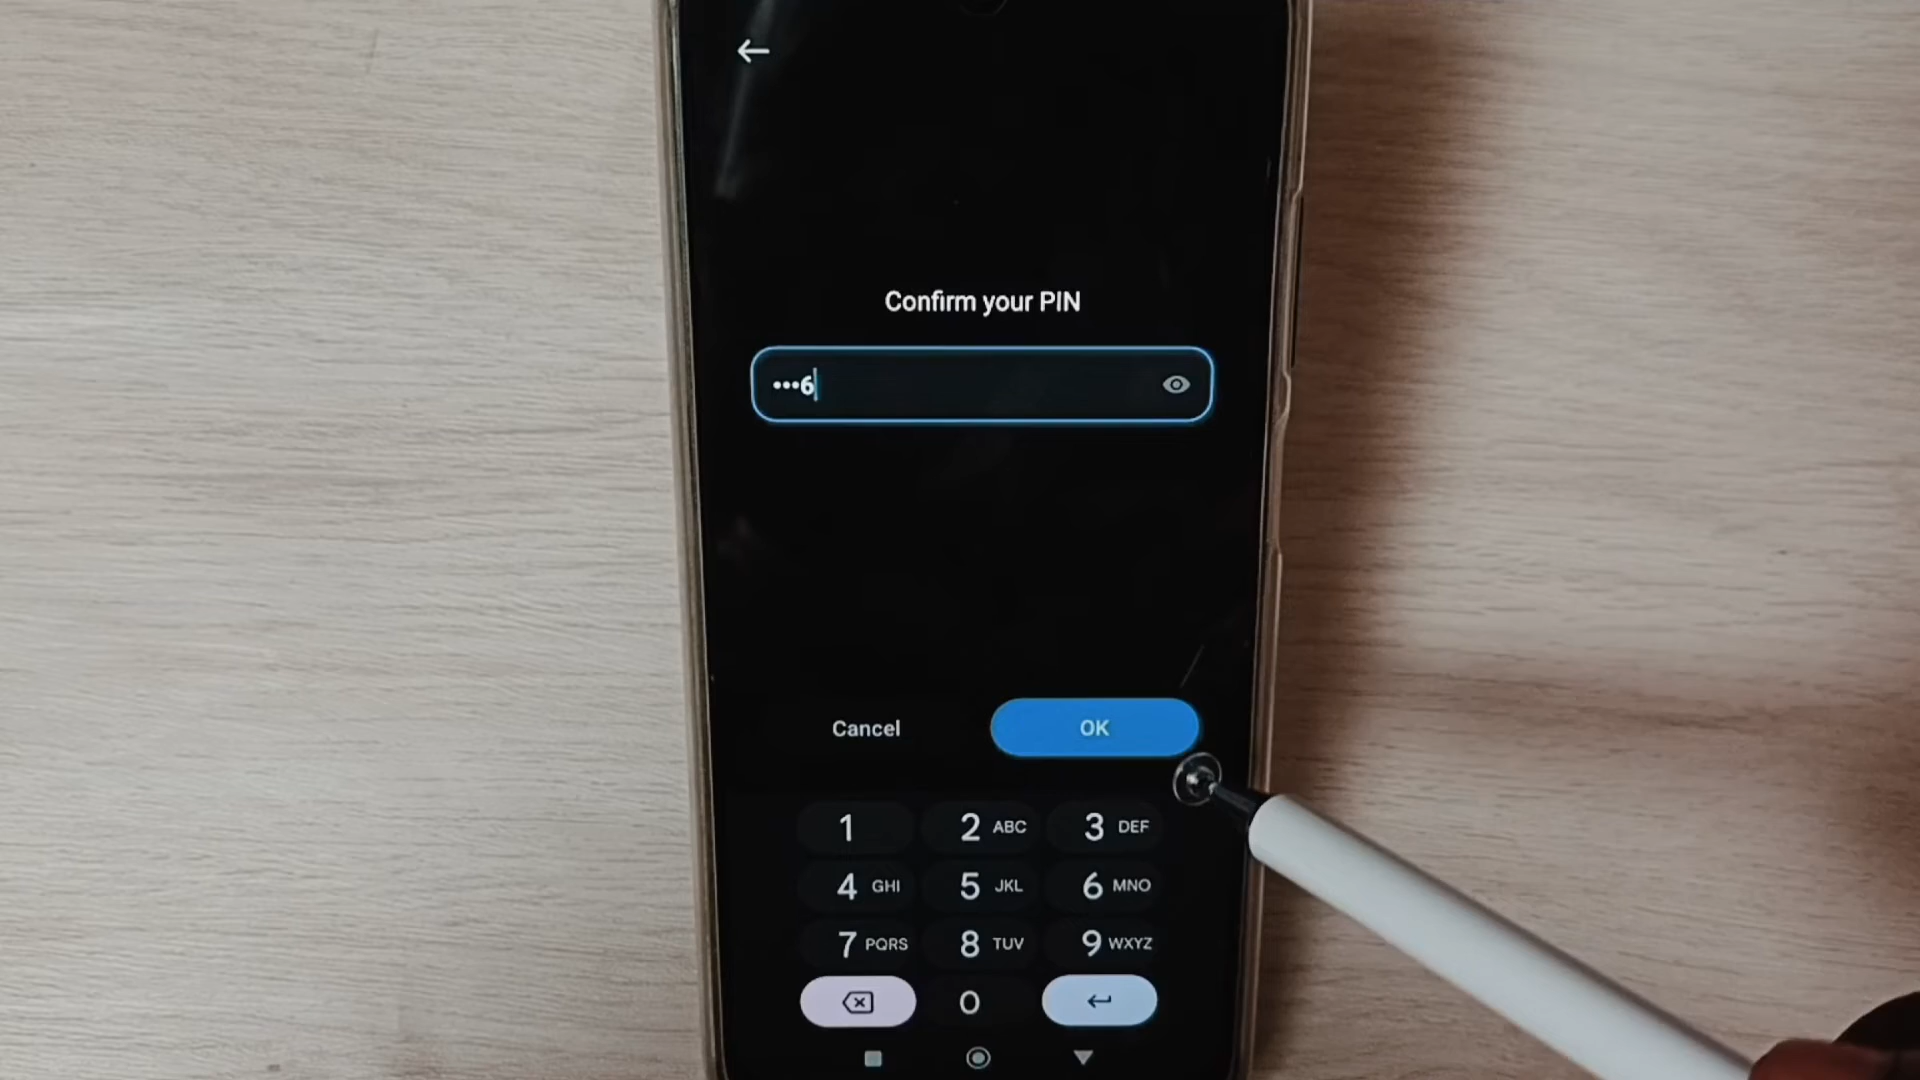 Confirm your PIN
•••6
Cancel OK
1 2 ABC 3 DEF
4 GHI 5 JKL 6 MNO
7 PQRS 8 TUV 9 WXYZ
0